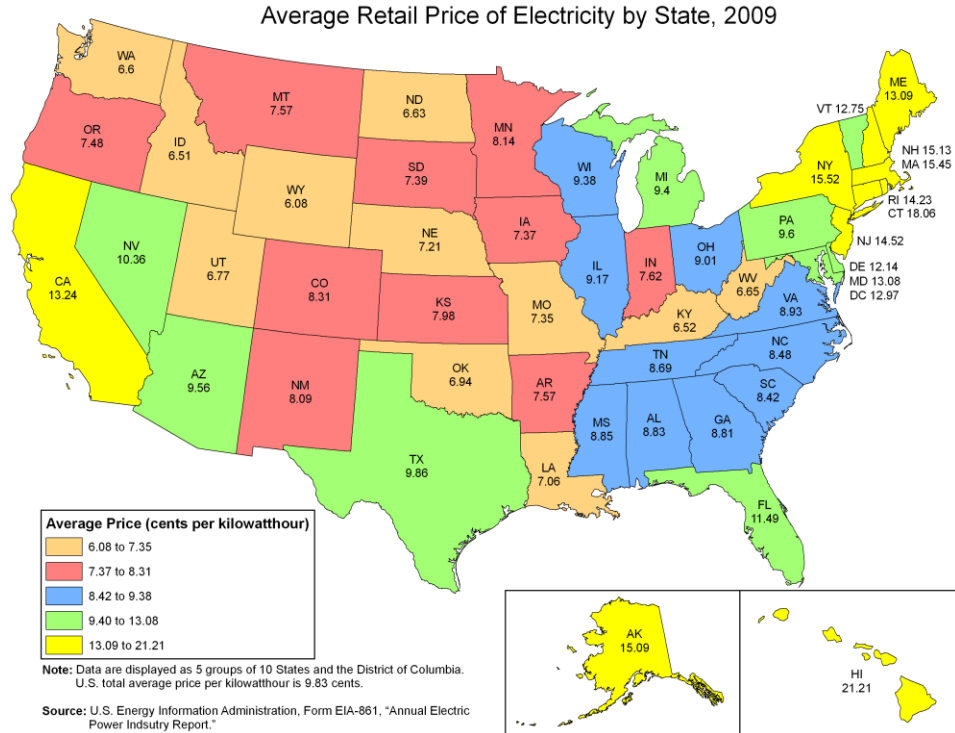 Average Retail Price of Electricity by State, 2009
WA
6.6
MT
7.57
ND
6.63
MN
8.14
ME
13.09
VT 12.75
OR
7.48
ID
6.51
SD
7.39
WI
9.38
NH 15.13
MA 15.45
WY
6.08
MI
9.4
NY
15.52
RI 14.23
CT 18.06
IA
7.37
NE
7.21
PA
9.6
NJ 14.52
NV
10.36
UT
6.77
IL
9.17
IN
7.62
OH
9.01
DE 12.14
MD 13.08
DC 12.97
CA
13.24
CO
8.31
KS
7.98
MO
7.35
WV
6.65
VA
8.93
KY
6.52
NC
8.48
TN
8.69
AZ
9.56
NM
8.09
OK
6.94
AR
7.57
SC
8.42
MS
8.85
AL
8.83
GA
8.81
TX
9.86
LA
7.06
FL
11.49
Average Price (cents per kilowatthour)
6.08 to 7.35
7.37 to 8.31
8.42 to 9.38
9.40 to 13.08
13.09 to 21.21
AK
15.09
HI
21.21
Note: Data are displayed as 5 groups of 10 States and the District of Columbia.
U.S. total average price per kilowatthour is 9.83 cents.
Source: U.S. Energy Information Administration, Form EIA-861, “Annual Electric
Power Indsutry Report.”